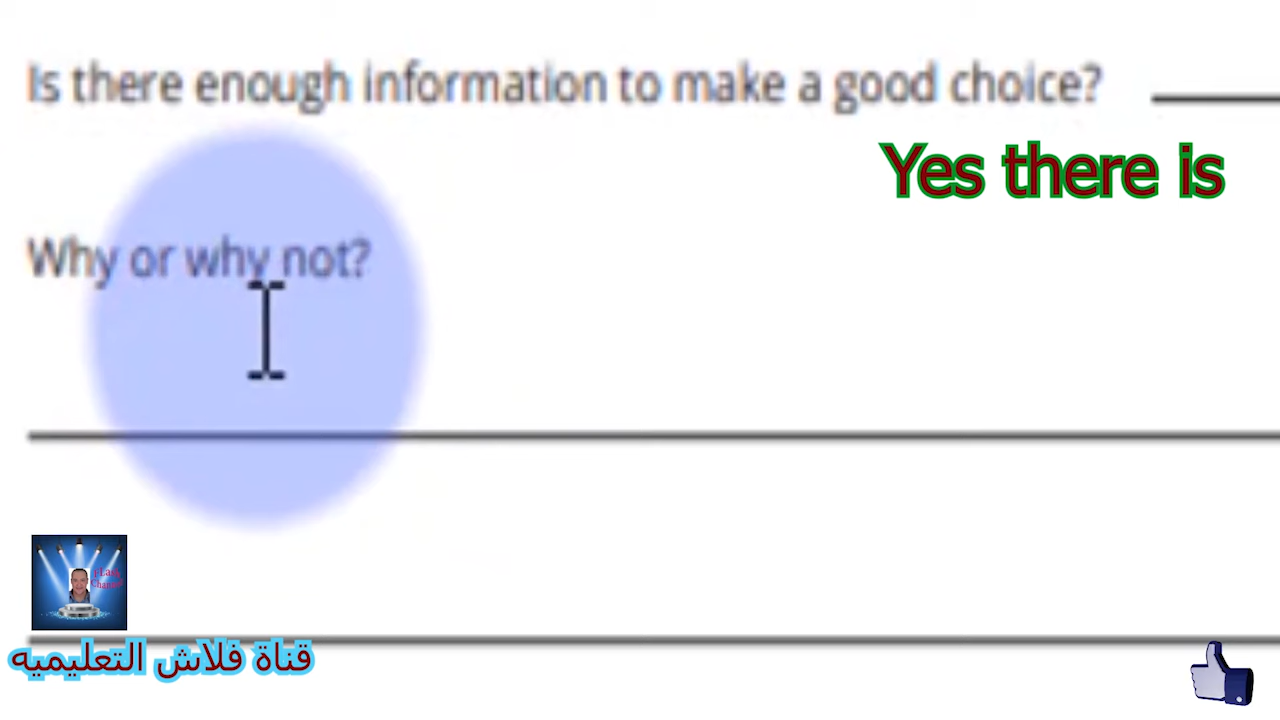 Is there enough information to make a good choice?
Yes there is
Why or why not?
قناة فلاش التعليميه